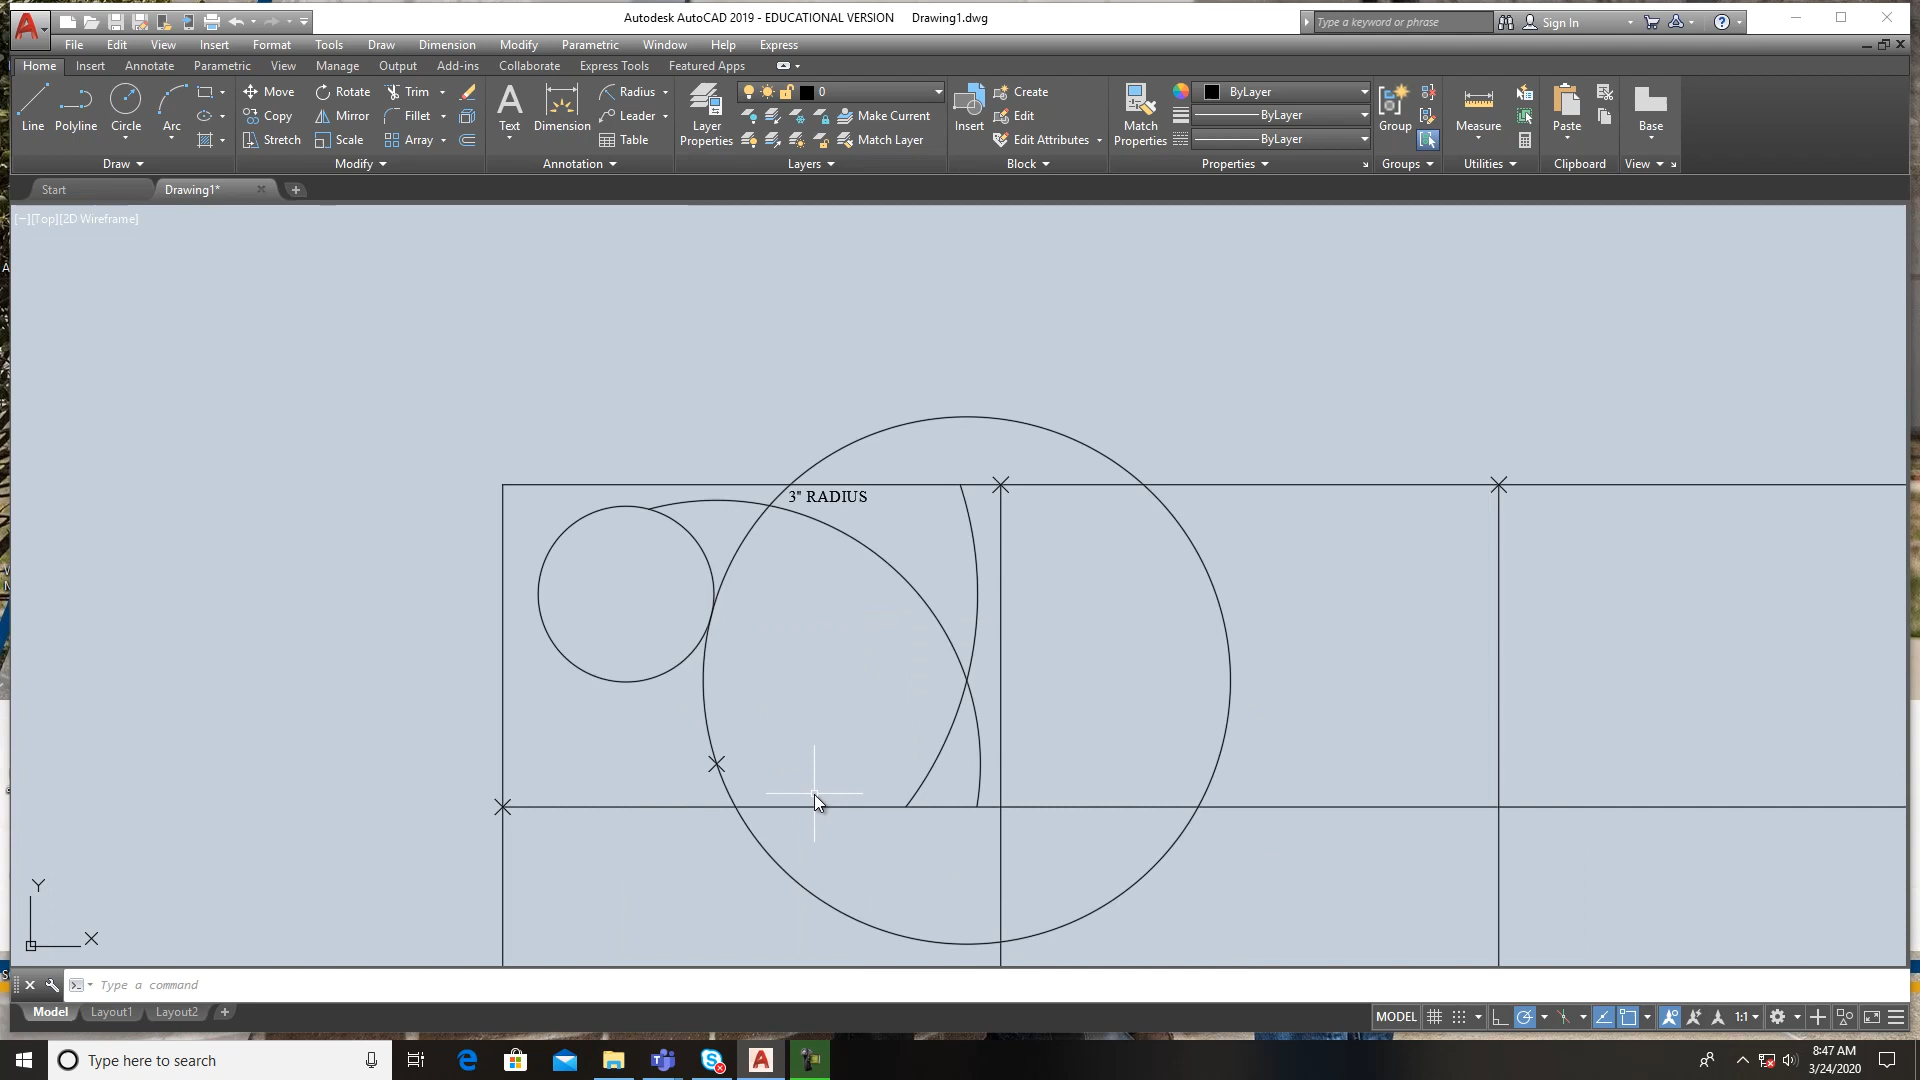 Autodesk AutoCAD 2019 - EDUCATIONAL VERSION Drawing1.dwg
Type a keyword or phrase
Sign In
File Edit View Insert Format Tools Draw Dimension Modify Parametric Window Help Express
Home Insert Annotate Parametric View Manage Output Add-ins Collaborate Express Tools Featured Apps
Line
Polyline
Circle
Arc
Draw
Move Rotate Trim
Copy Mirror Fillet
Stretch Scale Array
Modify
Text
Dimension
Radius
Leader
Table
Annotation
Layer
Properties
0
Make Current
Match Layer
Layers
Insert
Create
Edit
Edit Attributes
Block
Match
Properties
ByLayer
ByLayer
ByLayer
Properties
Group
Groups
Measure
Utilities
Paste
Clipboard
Base
View
Start
Drawing1*
[−][Top][2D Wireframe]
3" RADIUS
Y
X
Type a command
Model Layout1 Layout2
MODEL
1:1
Type here to search
8:47 AM
3/24/2020